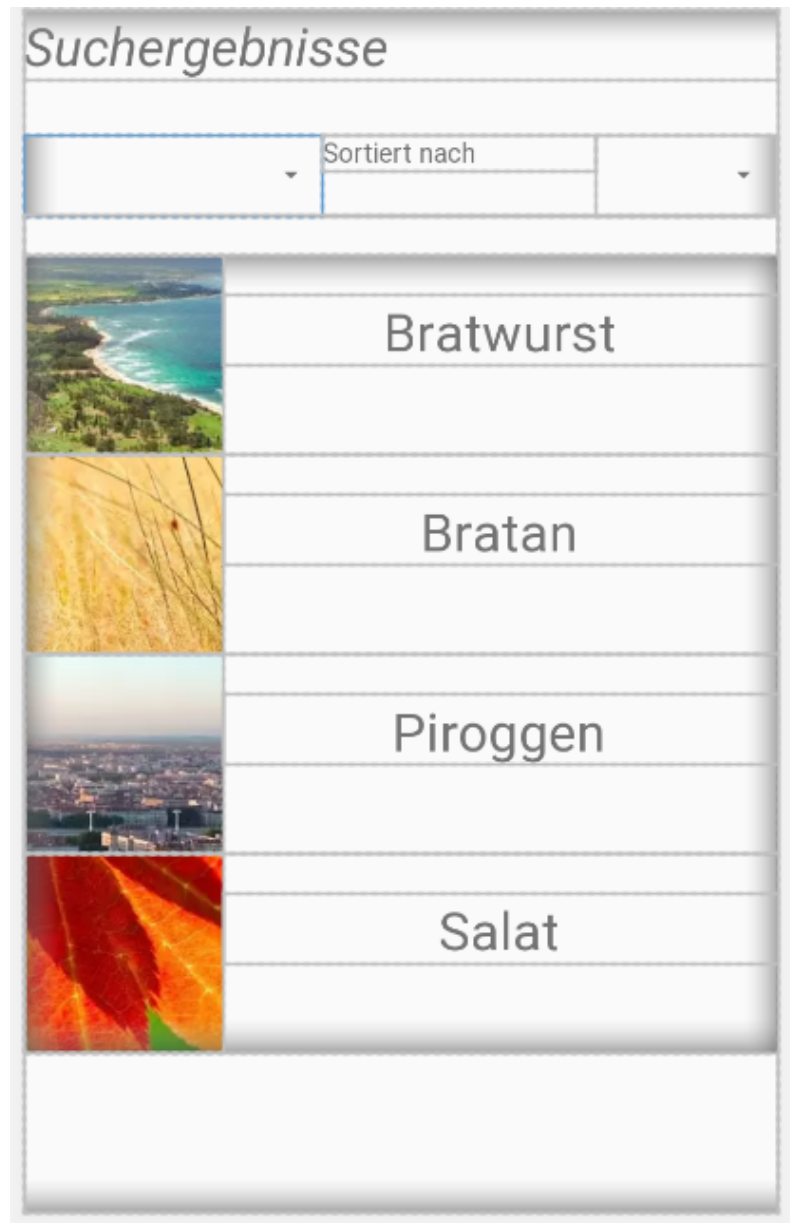 Suchergebnisse
Sortiert nach
Bratwurst
Bratan
Piroggen
Salat